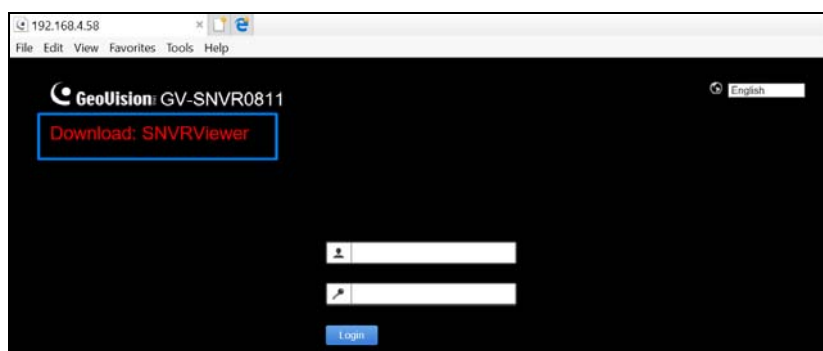 192.168.4.58
File Edit View Favorites Tools Help
GeoVision GV-SNVR0811
English
Download: SNVRViewer
Login